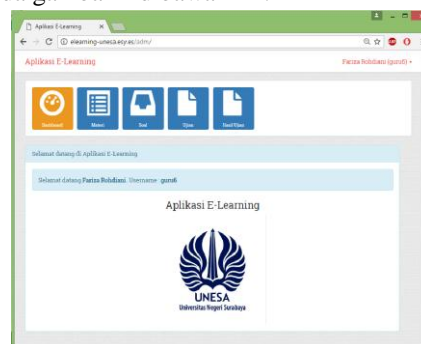 Aplikasi E-Learning
elearning-unesa.esy.es/adm/
Aplikasi E-Learning
Fariza Rohdiani (guru6)
Dashboard
Materi
Soal
Ujian
Hasil Ujian
Selamat datang di Aplikasi E-Learning
Selamat datang Fariza Rohdiani Username guru6
Aplikasi E-Learning
UNESA
Universitas Negeri Surabaya